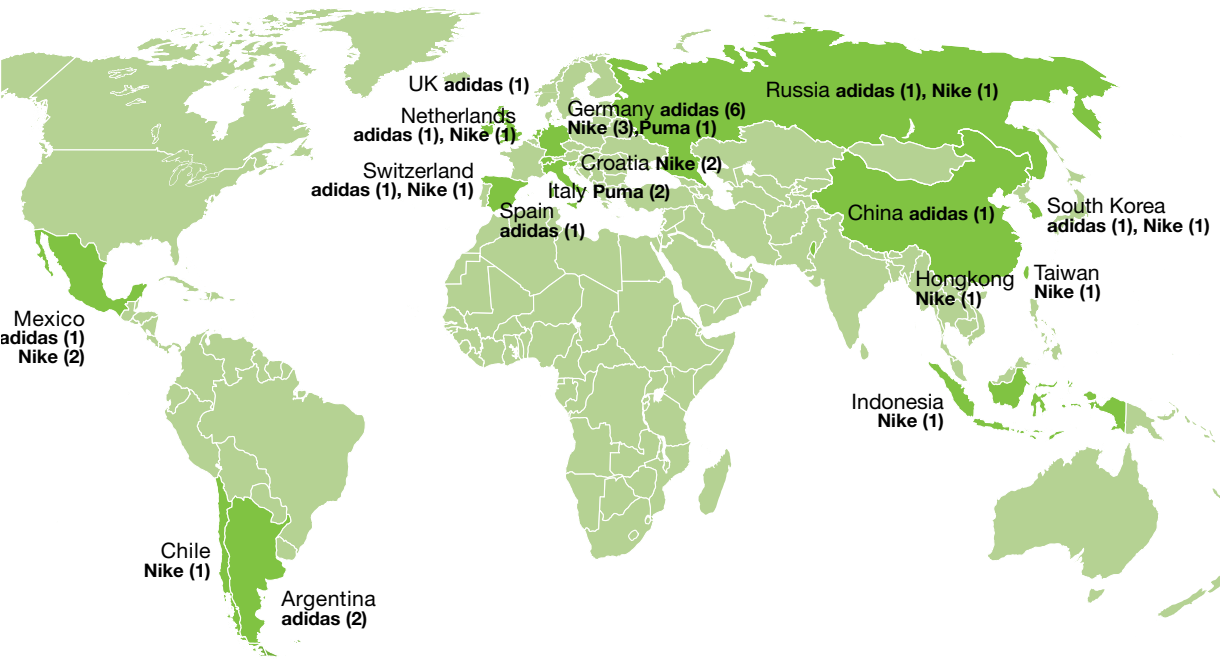 UK adidas (1)
Netherlands
adidas (1), Nike (1)
Germany adidas (6)
Nike (3),Puma (1)
Russia adidas (1), Nike (1)
Switzerland
adidas (1), Nike (1)
Croatia Nike (2)
Italy Puma (2)
Spain
adidas (1)
China adidas (1)
South Korea
adidas (1), Nike (1)
Hongkong
Nike (1)
Taiwan
Nike (1)
Mexico
adidas (1)
Nike (2)
Indonesia
Nike (1)
Chile
Nike (1)
Argentina
adidas (2)